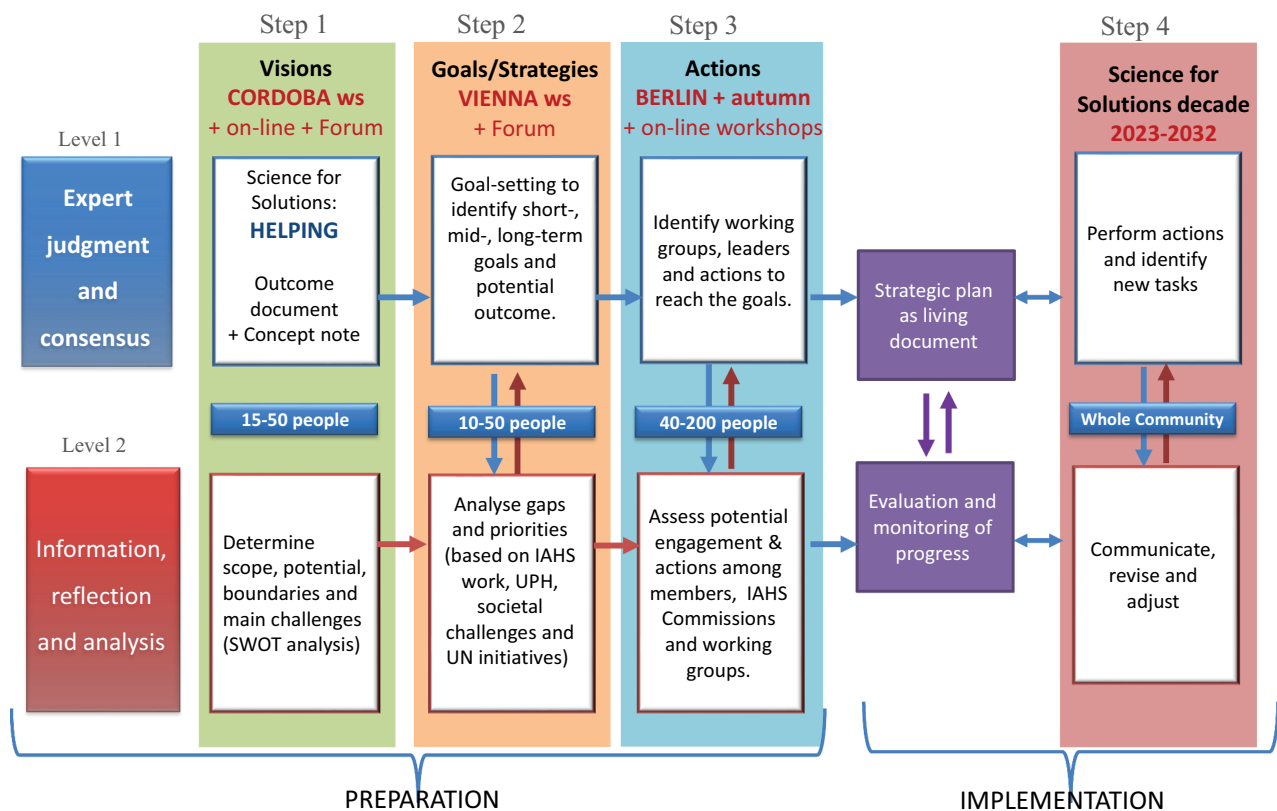 Step 1
Visions
CORDOBA ws
+ on-line + Forum
Step 2
Goals/Strategies
VIENNA ws
+ Forum
Step 3
Actions
BERLIN + autumn
+ on-line workshops
Step 4
Science for
Solutions decade
2023-2032
Level 1
Expert
judgment
and
consensus
Science for
Solutions:
HELPING
Outcome
document
+ Concept note
Goal-setting to
identify short-,
mid-, long-term
goals and
potential
outcome.
Identify working
groups, leaders
and actions to
reach the goals.
Strategic plan
as living
document
Perform actions
and identify
new tasks
15-50 people
10-50 people
40-200 people
Whole Community
Level 2
Information,
reflection
and analysis
Determine
scope, potential,
boundaries and
main challenges
(SWOT analysis)
Analyse gaps
and priorities
(based on IAHS
work, UPH,
societal
challenges and
UN initiatives)
Assess potential
engagement &
actions among
members, IAHS
Commissions
and working
groups.
Evaluation and
monitoring of
progress
Communicate,
revise and
adjust
PREPARATION
IMPLEMENTATION